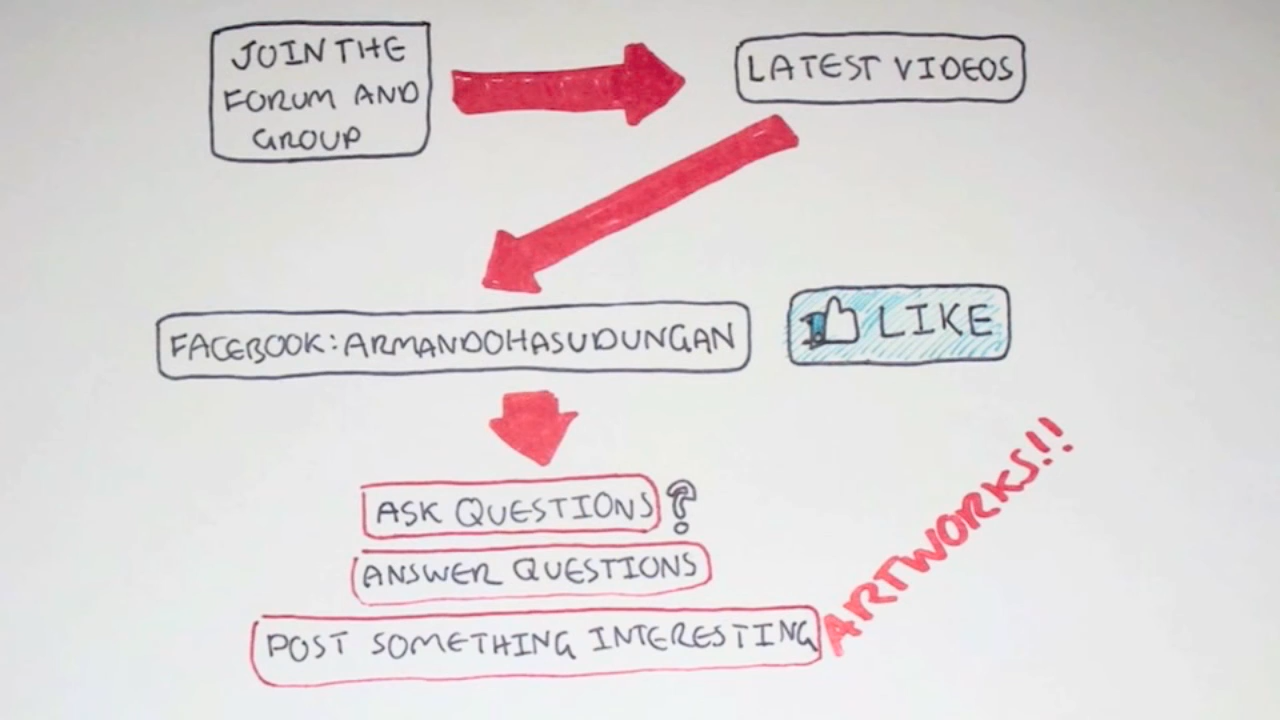 JOIN THE
FORUM AND
GROUP
LATEST VIDEOS
FACEBOOK: ARMANDOHASUDUNGAN
LIKE
ASK QUESTIONS ?
ANSWER QUESTIONS
POST SOMETHING INTERESTING
ARTWORKS!!